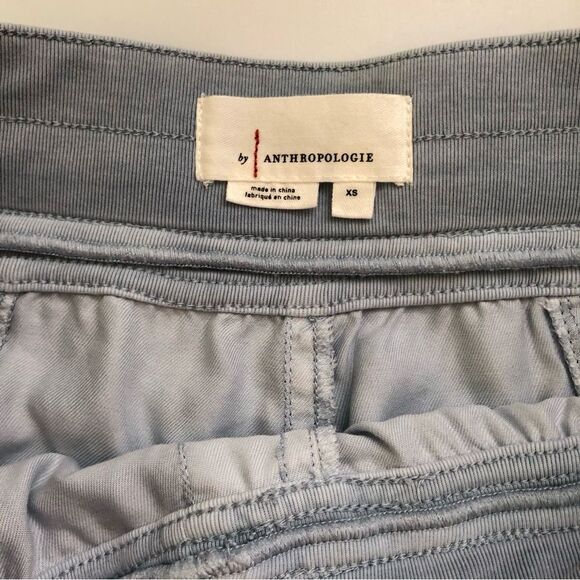 by ANTHROPOLOGIE
made in china
fabriqué en chine
XS